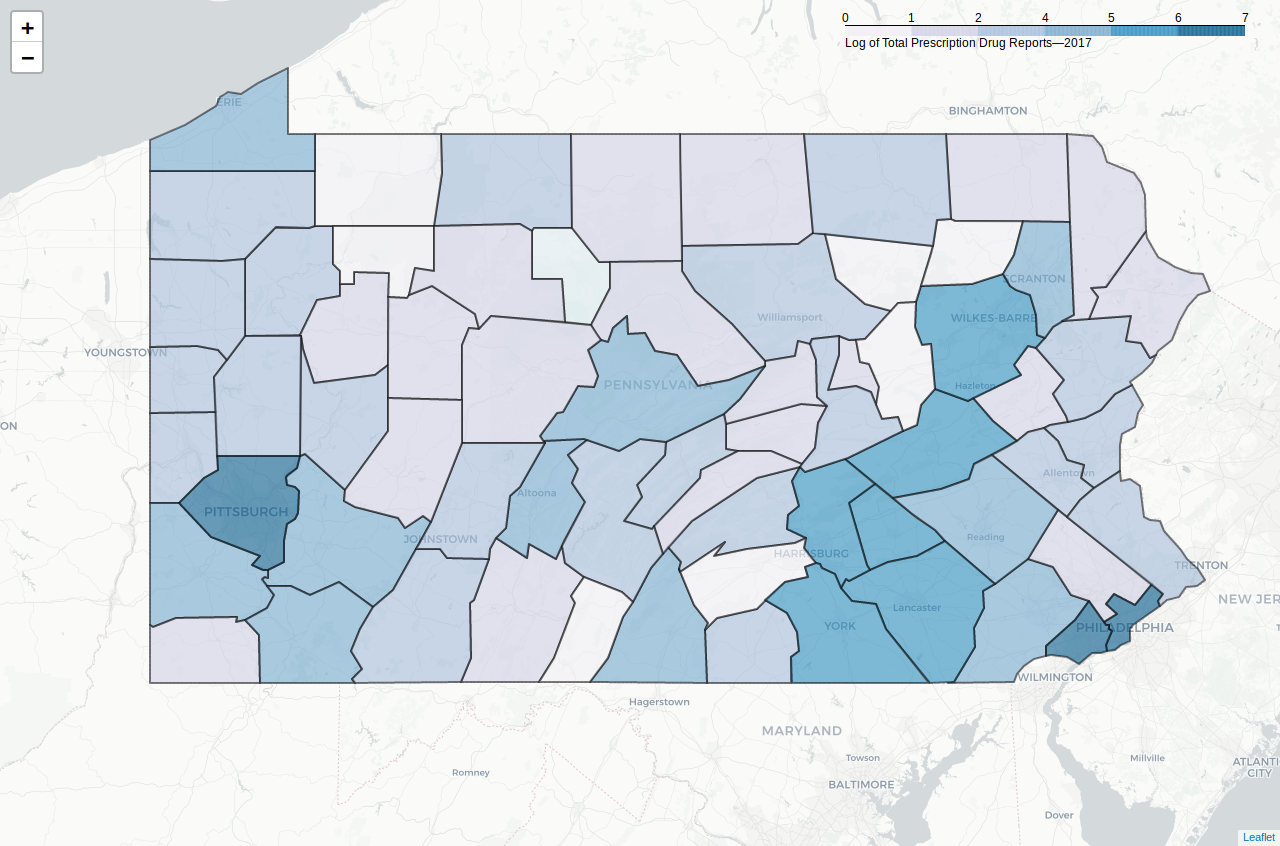 +
−
0 1 2 4 5 6 7
Log of Total Prescription Drug Reports—2017
ERIE
BINGHAMTON
SCRANTON
Williamsport
WILKES-BARRE
YOUNGSTOWN
PENNSYLVANIA
Hazleton
ON
Allentown
Altoona
PITTSBURGH
JOHNSTOWN
Reading
HARRISBURG
TRENTON
NEW JER
Lancaster
YORK
PHILADELPHIA
WILMINGTON
Hagerstown
MARYLAND
Towson
Millville
ATLANTI
CITY
Romney
BALTIMORE
Dover
Leaflet